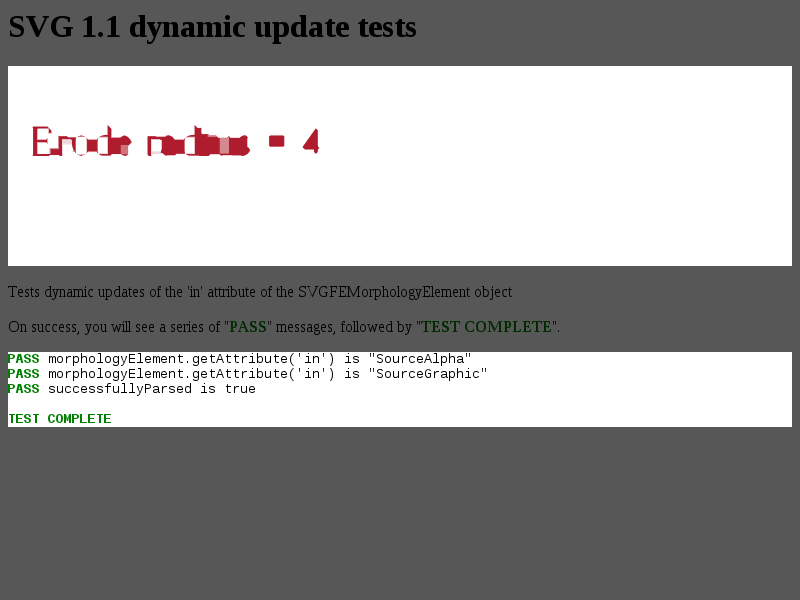 SVG 1.1 dynamic update tests
Erode radius = 4
Tests dynamic updates of the 'in' attribute of the SVGFEMorphologyElement object
On success, you will see a series of "PASS" messages, followed by "TEST COMPLETE".
PASS morphologyElement.getAttribute('in') is "SourceAlpha"
PASS morphologyElement.getAttribute('in') is "SourceGraphic"
PASS successfullyParsed is true
TEST COMPLETE